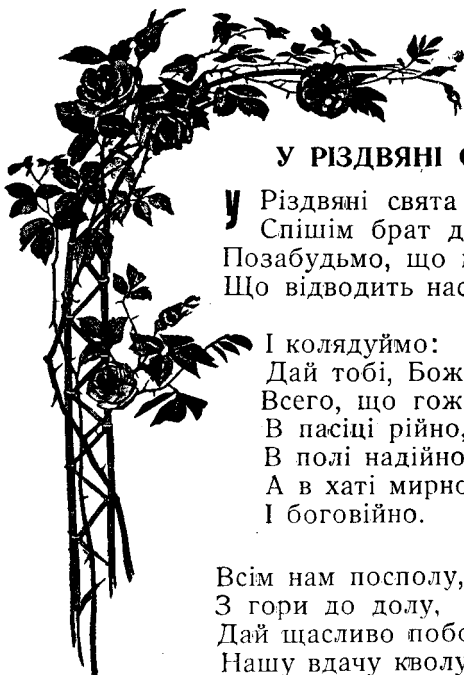 У РІЗДВЯНІ
У Різдвяні свята
Спішім брат
Позабудьмо, що
Що відводить нас
І колядуймо:
Дай тобі, Бож
Всего, що гож
В пасіці рійно,
В полі надійно
А в хаті мирно
І боговійно.
Всім нам посполу,
З гори до долу,
Дай щасливо побо
Нашу вдачу кволу